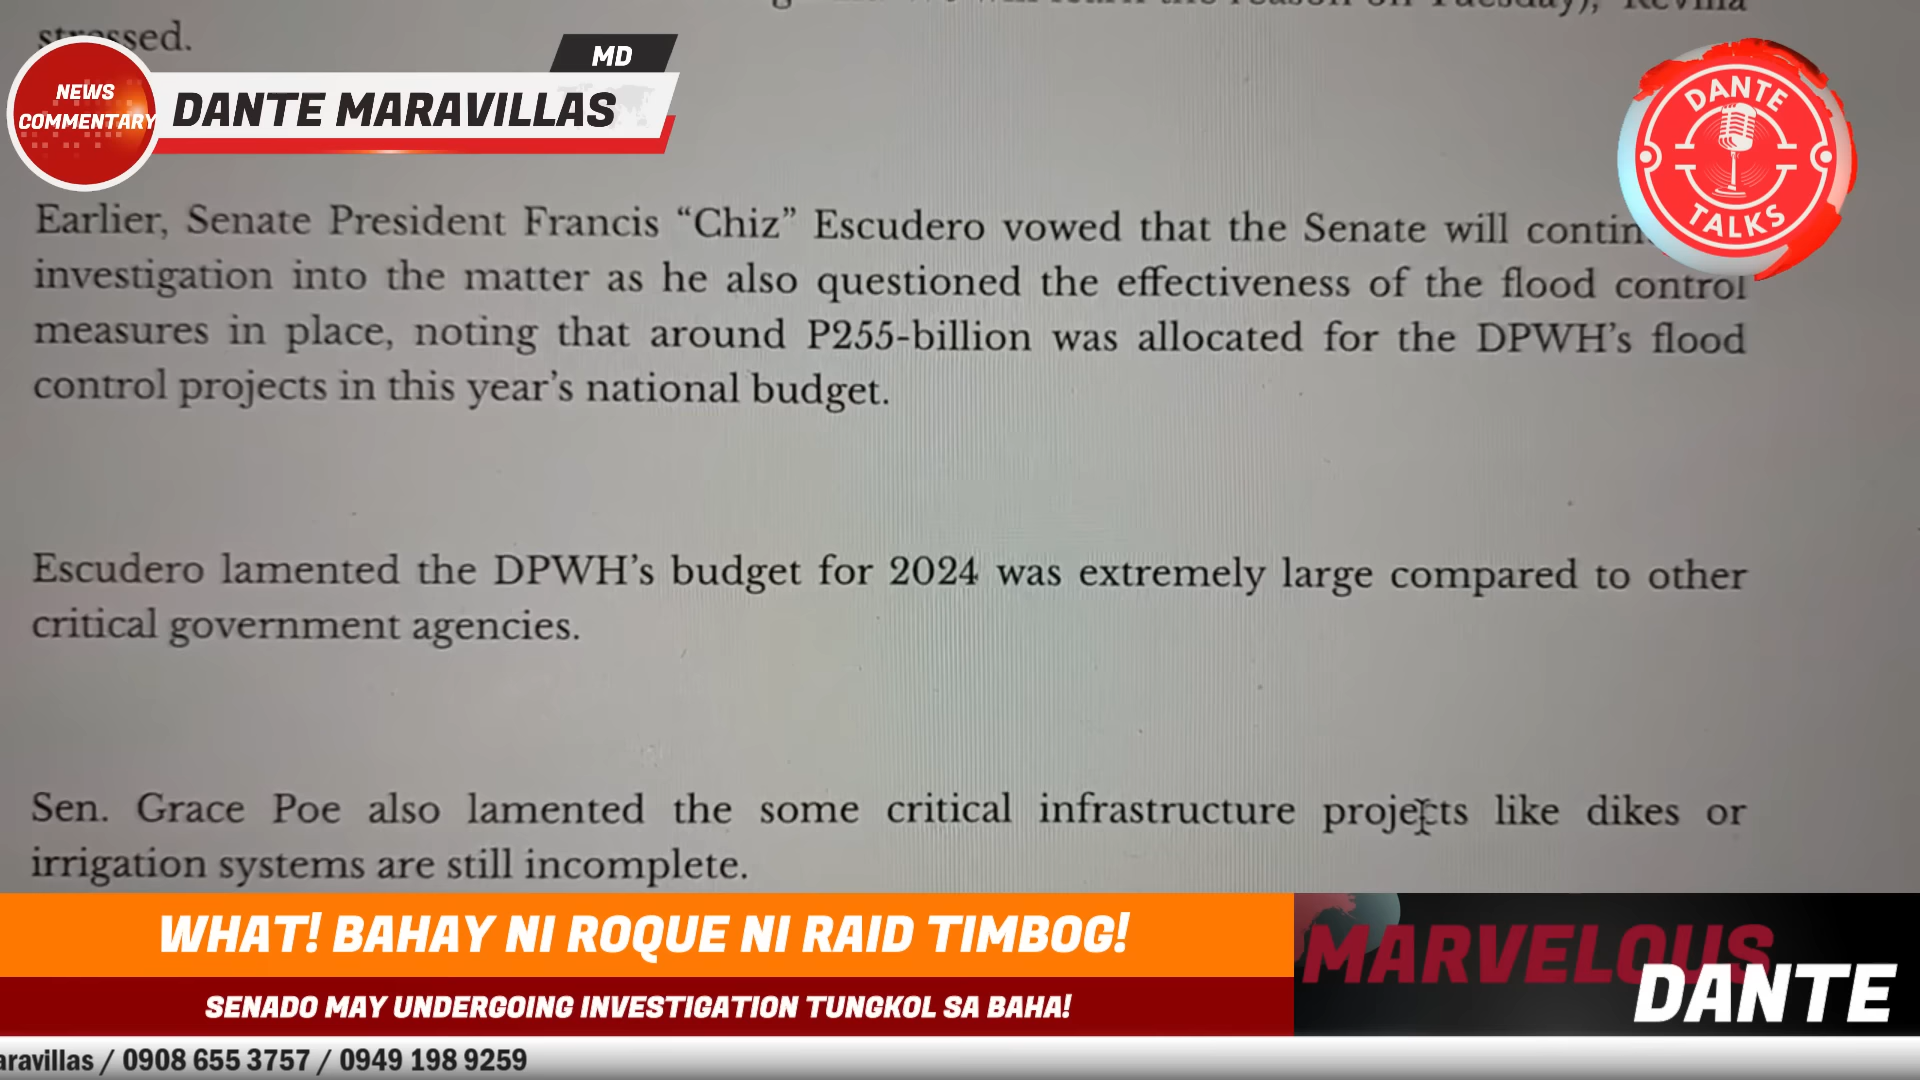 stressed.
MD
NEWS
COMMENTARY
DANTE MARAVILLAS
DANTE
TALKS
Earlier, Senate President Francis “Chiz” Escudero vowed that the Senate will
investigation into the matter as he also questioned the effectiveness of the flood control
measures in place, noting that around P255-billion was allocated for the DPWH’s flood
control projects in this year’s national budget.
Escudero lamented the DPWH’s budget for 2024 was extremely large compared to other
critical government agencies.
Sen. Grace Poe also lamented the some critical infrastructure projects like dikes or
irrigation systems are still incomplete.
WHAT! BAHAY NI ROQUE NI RAID TIMBOG!
SENADO MAY UNDERGOING INVESTIGATION TUNGKOL SA BAHA!
MARVELOUS
DANTE
/ 0908 655 3757 / 0949 198 9259